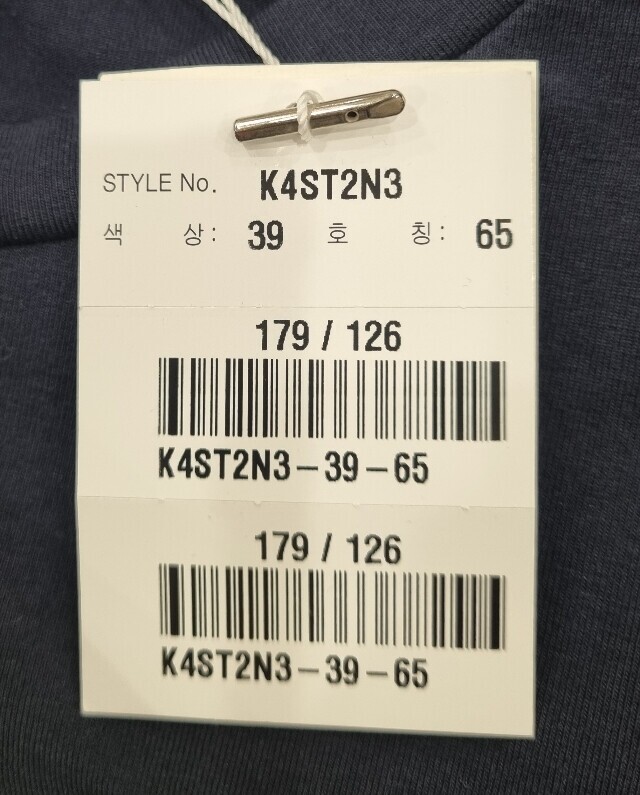 STYLE No. K4ST2N3
색 상: 39 호 칭: 65
179 / 126
K4ST2N3-39-65
179 / 126
K4ST2N3-39-65